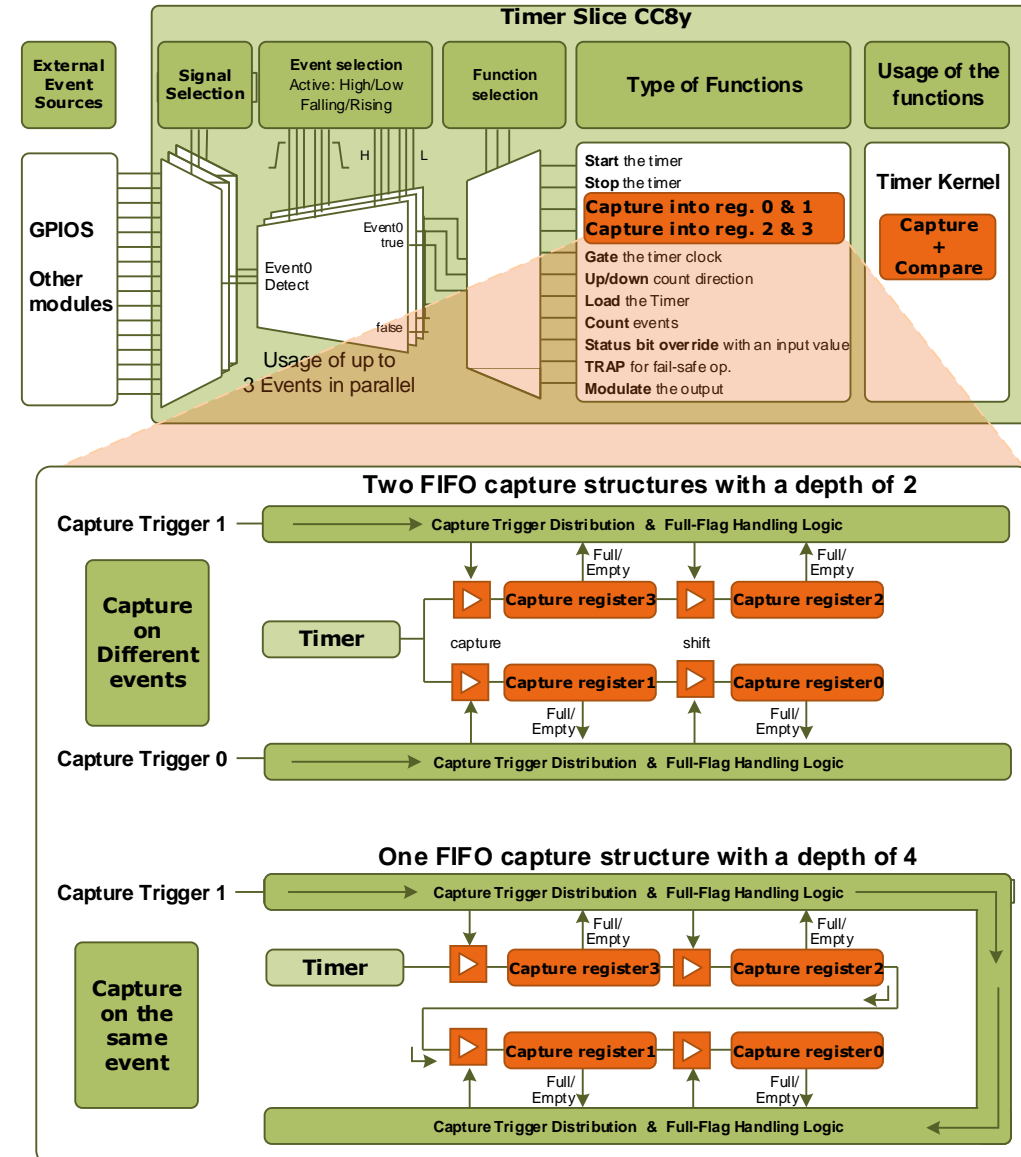 Timer Slice CC8y
External
Event
Sources
Signal
Selection
Event selection
Active: High/Low
Falling/Rising
Function
selection
Type of Functions
Usage of the
functions
H
L
GPIOS
Other
modules
Event0
Detect
Event0
true
false
Usage of up to
3 Events in parallel
Start the timer
Stop the timer
Capture into reg. 0 & 1
Capture into reg. 2 & 3
Gate the timer clock
Up/down count direction
Load the Timer
Count events
Status bit override with an input value
TRAP for fail-safe op.
Modulate the output
Timer Kernel
Capture
+
Compare
Two FIFO capture structures with a depth of 2
Capture Trigger 1
Capture Trigger Distribution & Full-Flag Handling Logic
Full/
Empty
Full/
Empty
Capture
on
Different
events
Timer
Capture register3
Capture register2
capture
shift
Capture register1
Capture register0
Full/
Empty
Full/
Empty
Capture Trigger 0
Capture Trigger Distribution & Full-Flag Handling Logic
One FIFO capture structure with a depth of 4
Capture Trigger 1
Capture Trigger Distribution & Full-Flag Handling Logic
Full/
Empty
Full/
Empty
Capture
on the
same
event
Timer
Capture register3
Capture register2
Capture register1
Capture register0
Full/
Empty
Full/
Empty
Capture Trigger Distribution & Full-Flag Handling Logic